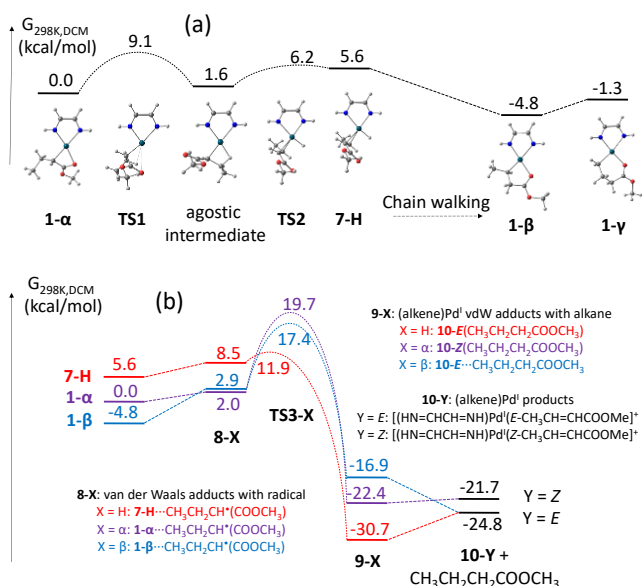 G298K,DCM
(kcal/mol)
(a)
9.1
0.0
1.6
6.2
5.6
-4.8
-1.3
1-α
TS1
agostic
intermediate
TS2
7-H
Chain walking
1-β
1-γ
G298K,DCM
(kcal/mol)
(b)
19.7
17.4
11.9
9-X: (alkene)PdI vdW adducts with alkane
X = H: 10-E(CH3CH2CH2COOCH3)
X = α: 10-Z(CH3CH2CH2COOCH3)
X = β: 10-E···CH3CH2CH2COOCH3
10-Y: (alkene)PdI products
Y = E: [(HN=CHCH=NH)PdI(E-CH3CH=CHCOOMe]+
Y = Z: [(HN=CHCH=NH)PdI(Z-CH3CH=CHCOOMe]+
7-H
5.6
8.5
1-α
0.0
2.9
1-β
-4.8
2.0
8-X
TS3-X
8-X: van der Waals adducts with radical
X = H: 7-H···CH3CH2CH•(COOCH3)
X = α: 1-α···CH3CH2CH•(COOCH3)
X = β: 1-β···CH3CH2CH•(COOCH3)
-16.9
-22.4
-30.7
9-X
-21.7
Y = Z
-24.8
Y = E
10-Y +
CH3CH2CH2COOCH3